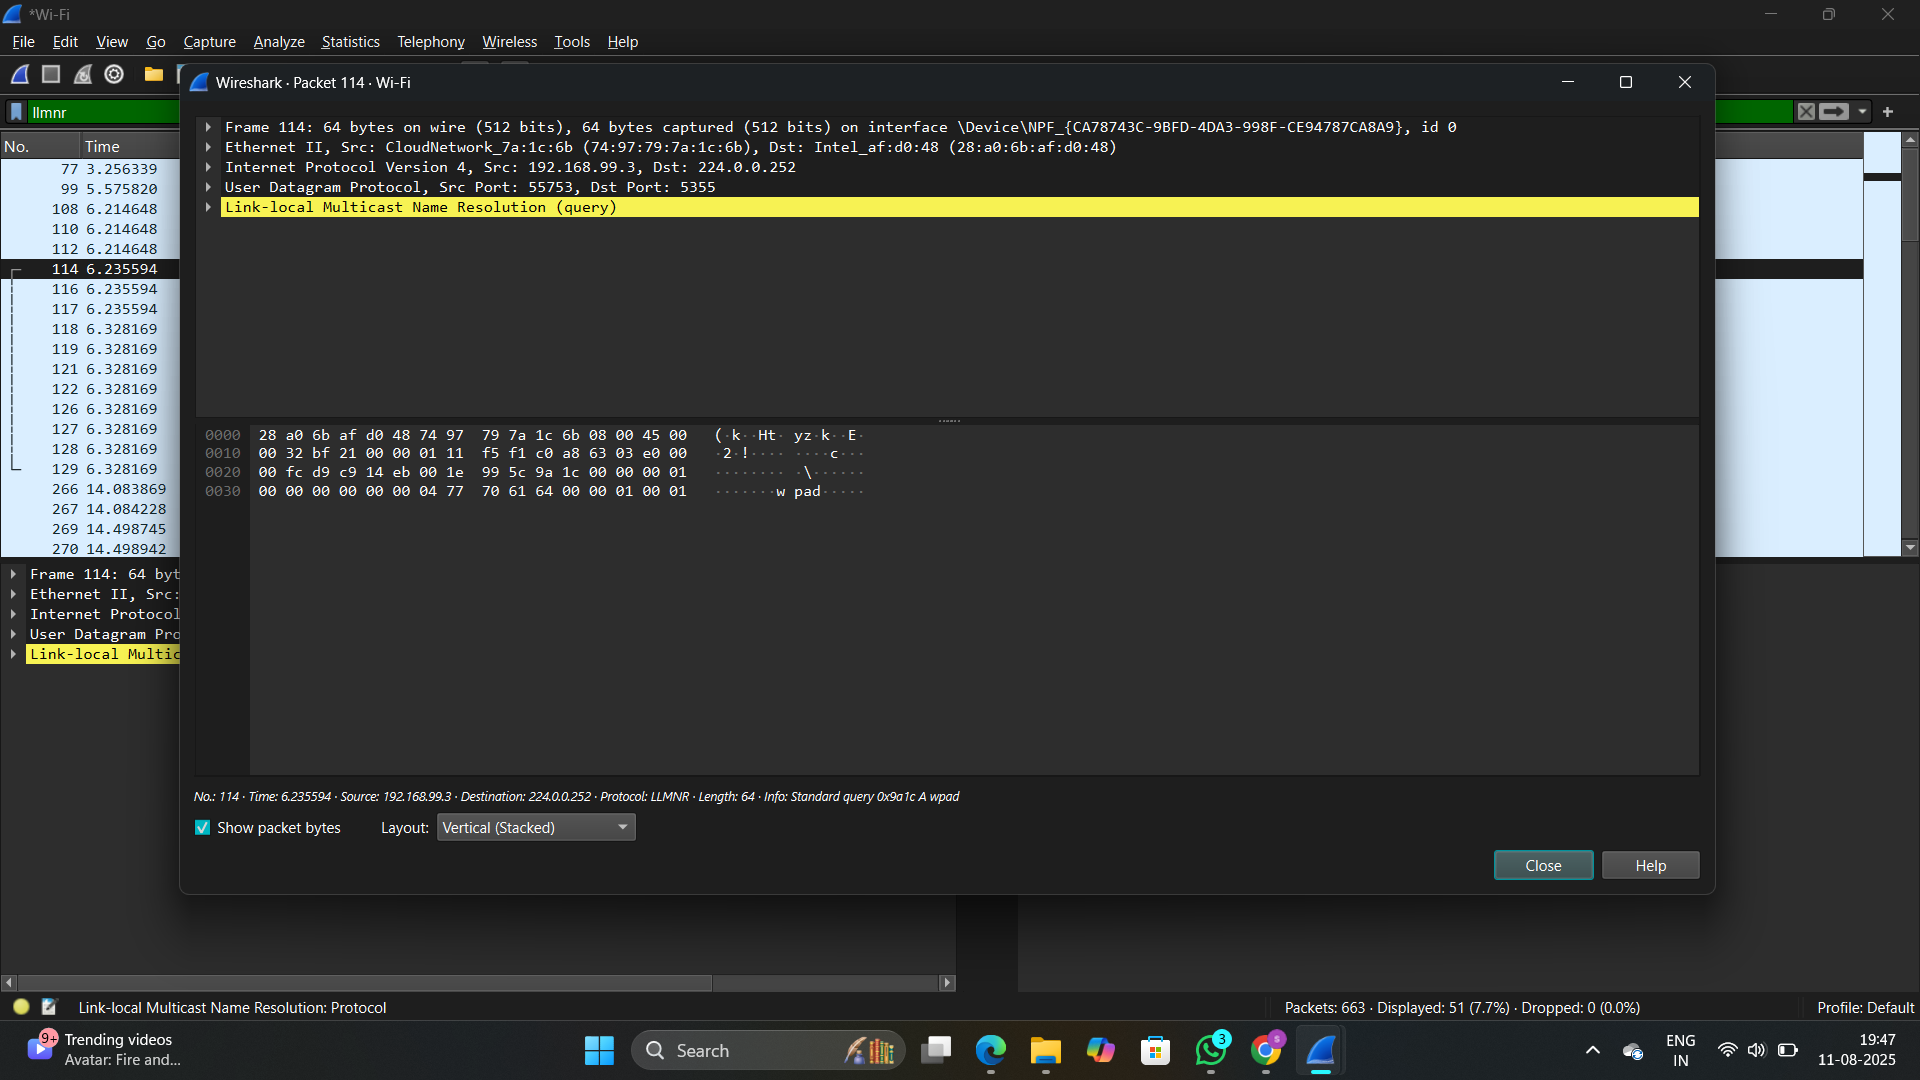 *Wi-Fi
File Edit View Go Capture Analyze Statistics Telephony Wireless Tools Help
llmnr
No. Time
77 3.256339
99 5.575820
108 6.214648
110 6.214648
112 6.214648
114 6.235594
116 6.235594
117 6.235594
118 6.328169
119 6.328169
121 6.328169
122 6.328169
126 6.328169
127 6.328169
128 6.328169
129 6.328169
266 14.083869
267 14.084228
269 14.498745
270 14.498942
Frame 114: 64 byt
Ethernet II, Src:
Internet Protocol
User Datagram Pro
Link-local Multic
Wireshark · Packet 114 · Wi-Fi
Frame 114: 64 bytes on wire (512 bits), 64 bytes captured (512 bits) on interface \Device\NPF_{CA78743C-9BFD-4DA3-998F-CE94787CA8A9}, id 0
Ethernet II, Src: CloudNetwork_7a:1c:6b (74:97:79:7a:1c:6b), Dst: Intel_af:d0:48 (28:a0:6b:af:d0:48)
Internet Protocol Version 4, Src: 192.168.99.3, Dst: 224.0.0.252
User Datagram Protocol, Src Port: 55753, Dst Port: 5355
Link-local Multicast Name Resolution (query)
0000 28 a0 6b af d0 48 74 97 79 7a 1c 6b 08 00 45 00 (·k··Ht· yz·k··E·
0010 00 32 bf 21 00 00 01 11 f5 f1 c0 a8 63 03 e0 00 ·2·!···· ····c···
0020 00 fc d9 c9 14 eb 00 1e 99 5c 9a 1c 00 00 00 01 ········ ·\······
0030 00 00 00 00 00 00 04 77 70 61 64 00 00 01 00 01 ·······w pad·····
No.: 114 · Time: 6.235594 · Source: 192.168.99.3 · Destination: 224.0.0.252 · Protocol: LLMNR · Length: 64 · Info: Standard query 0x9a1c A wpad
Show packet bytes Layout: Vertical (Stacked)
Close Help
Link-local Multicast Name Resolution: Protocol Packets: 663 · Displayed: 51 (7.7%) · Dropped: 0 (0.0%) Profile: Default
9+ Trending videos
Avatar: Fire and...
Search
3
S
ENG
IN
19:47
11-08-2025